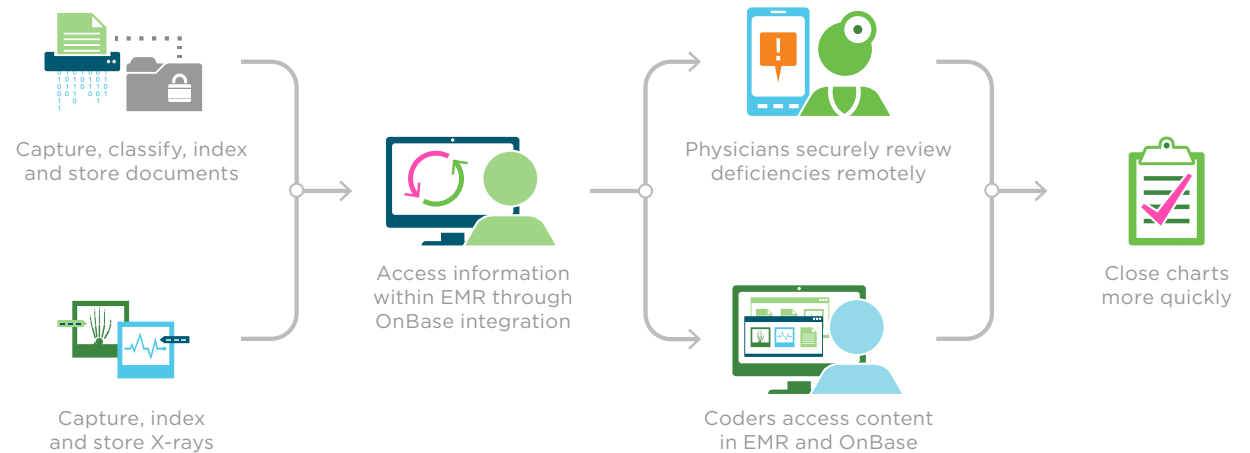 Capture, classify, index
and store documents
Capture, index
and store X-rays
Access information
within EMR through
OnBase integration
Physicians securely review
deficiencies remotely
Coders access content
in EMR and OnBase
Close charts
more quickly